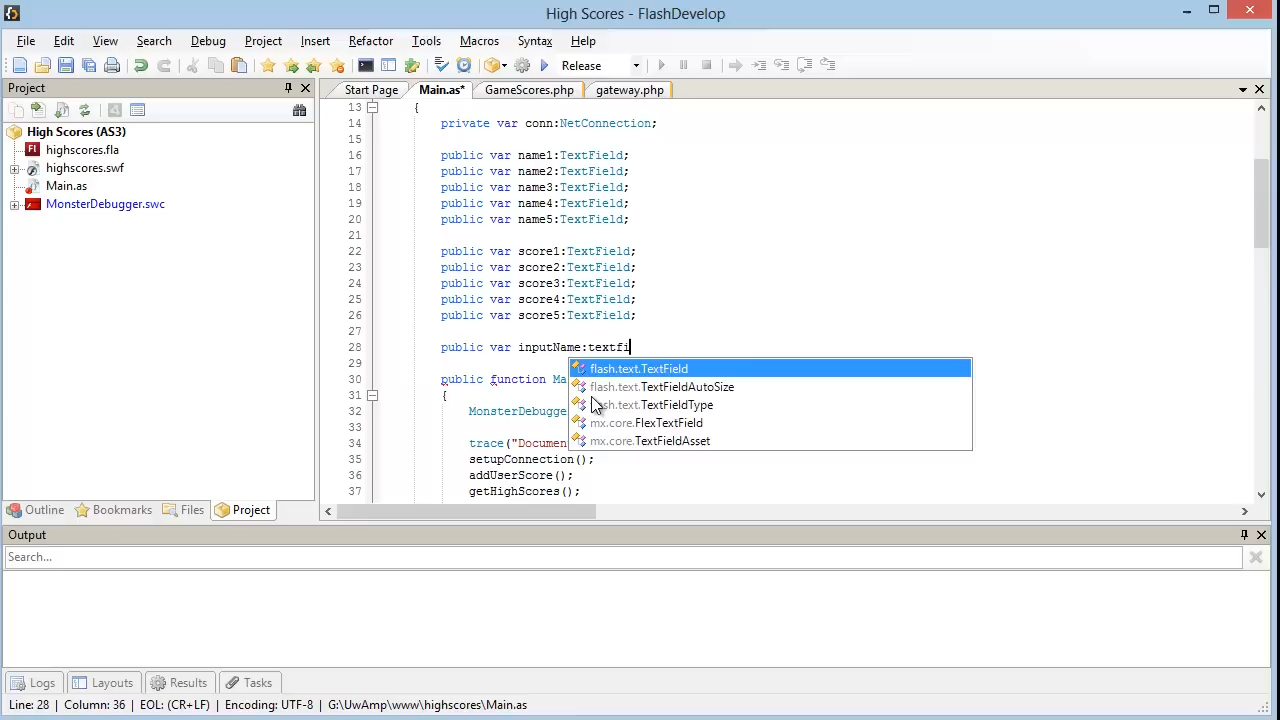 High Scores - FlashDevelop
File Edit View Search Debug Project Insert Refactor Tools Macros Syntax Help
Release
Project
High Scores (AS3)
highscores.fla
highscores.swf
Main.as
MonsterDebugger.swc
Outline Bookmarks Files Project
Start Page Main.as* GameScores.php gateway.php
13 {
14 private var conn:NetConnection;
15
16 public var name1:TextField;
17 public var name2:TextField;
18 public var name3:TextField;
19 public var name4:TextField;
20 public var name5:TextField;
21
22 public var score1:TextField;
23 public var score2:TextField;
24 public var score3:TextField;
25 public var score4:TextField;
26 public var score5:TextField;
27
28 public var inputName:textfi
29
30 public function Ma
31 {
32 MonsterDebugge
33
34 trace("Documen
35 setupConnection();
36 addUserScore();
37 getHighScores();
flash.text.TextField
flash.text.TextFieldAutoSize
sh.text.TextFieldType
mx.core.FlexTextField
mx.core.TextFieldAsset
Output
Search...
Logs Layouts Results Tasks
Line: 28 | Column: 36 | EOL: (CR+LF) | Encoding: UTF-8 | G:\UwAmp\www\highscores\Main.as